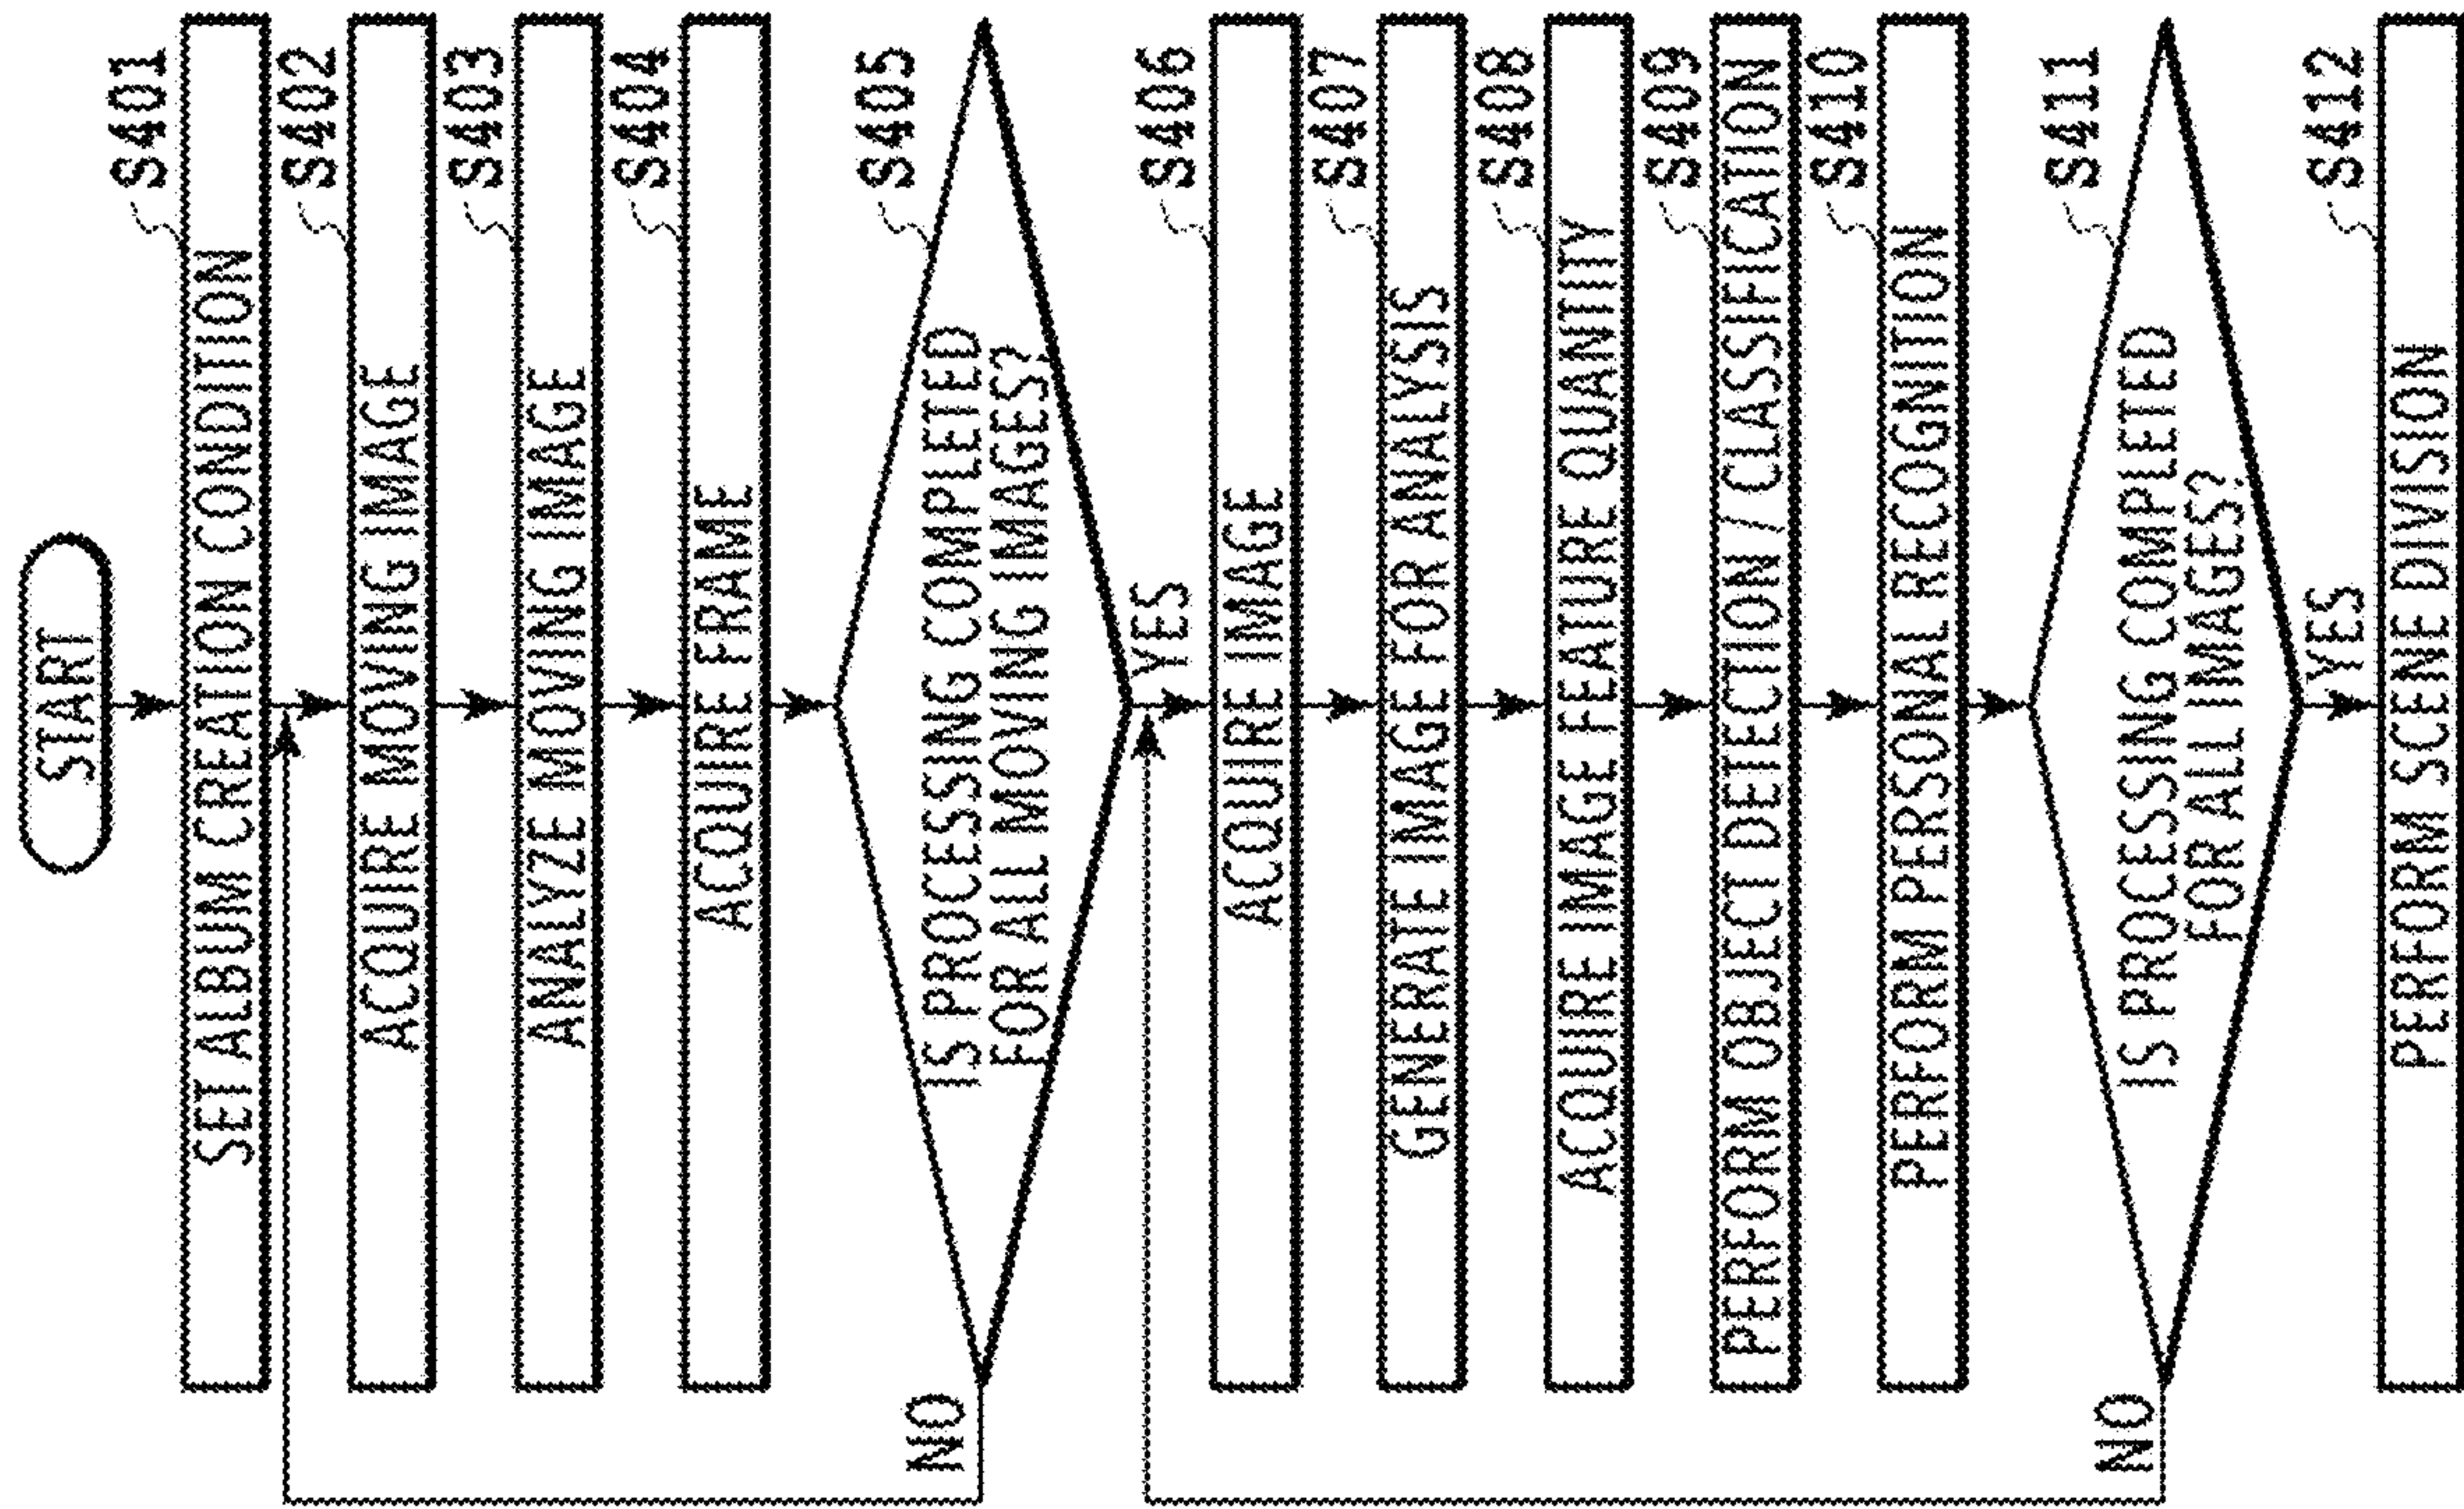 START
S401
SET ALBUM CREATION CONDITION
S402
ACQUIRE MOVING IMAGE
S403
ANALYZE MOVING IMAGE
S404
ACQUIRE FRAME
S405
IS PROCESSING COMPLETED
FOR ALL MOVING IMAGES?
NO
YES
S406
ACQUIRE IMAGE
S407
GENERATE IMAGE FOR ANALYSIS
S408
ACQUIRE IMAGE FEATURE QUANTITY
S409
PERFORM OBJECT DETECTION / CLASSIFICATION
S410
PERFORM PERSONAL RECOGNITION
S411
IS PROCESSING COMPLETED
FOR ALL IMAGES?
NO
YES
S412
PERFORM SCENE DIVISION